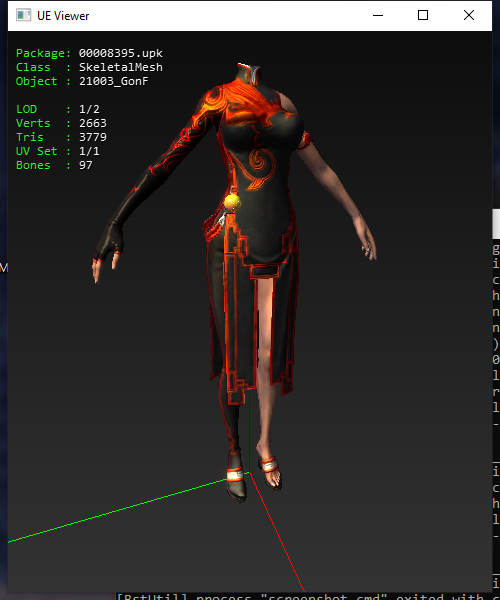 UE Viewer
Package: 00008395.upk
Class : SkeletalMesh
Object : 21003_GonF
LOD : 1/2
Verts : 2663
Tris : 3779
UV Set : 1/1
Bones : 97
[BstUtil] process "screenshot.cmd" exited with c